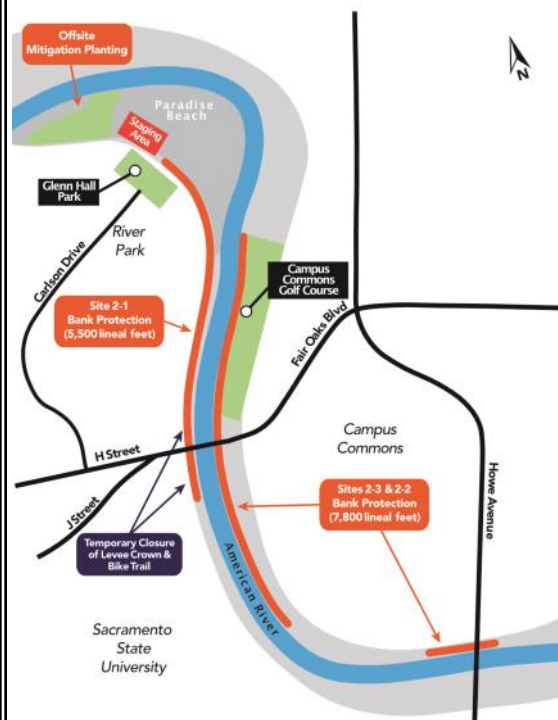 Offsite
Mitigation Planting
N
Paradise
Beach
Staging
Area
Glenn Hall
Park
River
Park
Carlson Drive
Campus
Commons
Golf Course
Site 2-1
Bank Protection
(5,500 lineal feet)
Fair Oaks Blvd
Campus
Commons
H Street
J Street
Howe Avenue
Sites 2-3 & 2-2
Bank Protection
(7,800 lineal feet)
Temporary Closure
of Levee Crown &
Bike Trail
American River
Sacramento
State
University